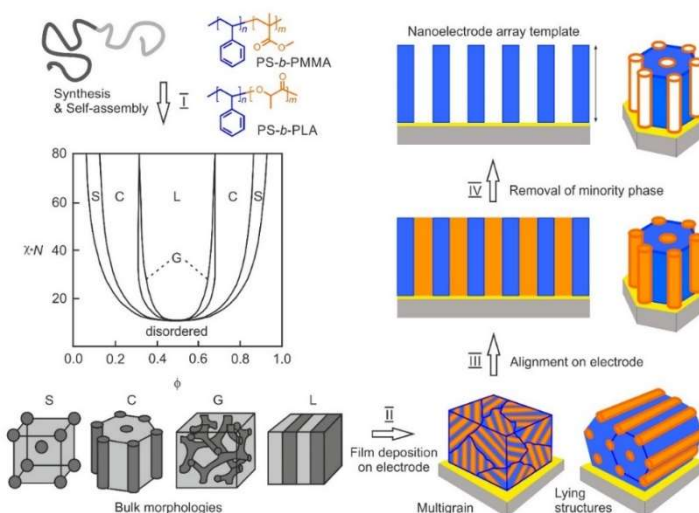 n
m
PS-b-PMMA
Synthesis
& Self-assembly
I
n
m
PS-b-PLA
80
60
40
20
χ*N
S
C
L
C
S
G
disordered
0.0
0.2
0.4
0.6
0.8
1.0
ϕ
S
C
G
L
Bulk morphologies
II
Film deposition
on electrode
Multigrain
Lying
structures
III
Alignment on electrode
IV
Removal of minority phase
Nanoelectrode array template